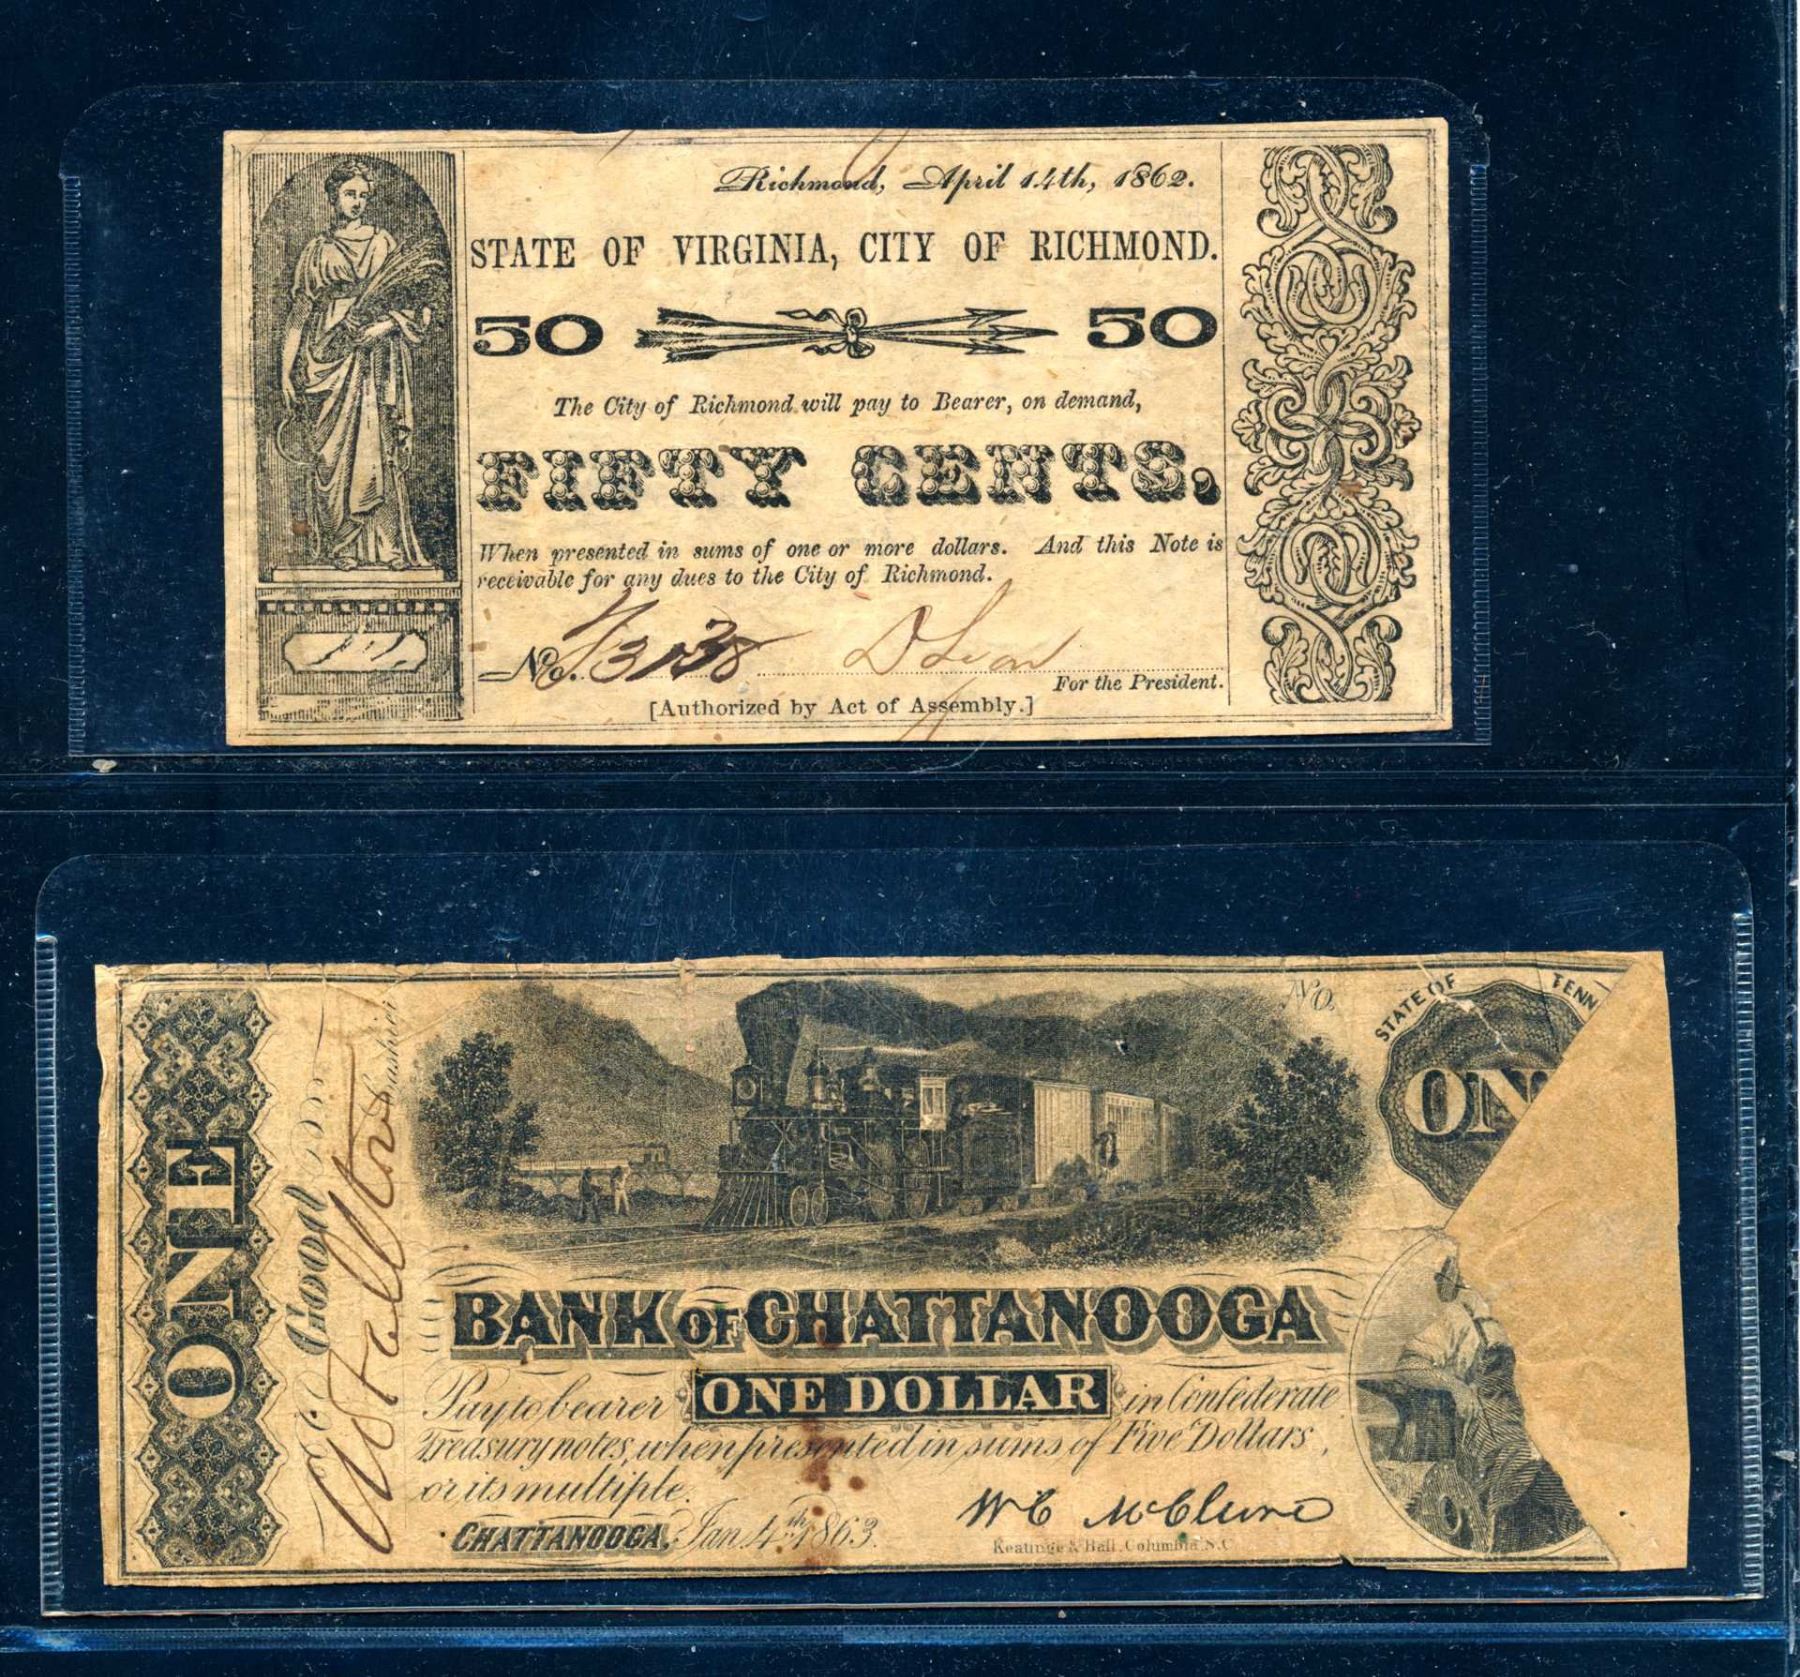 Richmond, April 14th, 1862.
STATE OF VIRGINIA, CITY OF RICHMOND.
50 50
The City of Richmond will pay to Bearer, on demand,
FIFTY CENTS,
When presented in sums of one or more dollars. And this Note is
receivable for any dues to the City of Richmond.
No.
For the President.
[Authorized by Act of Assembly.]
ONE
Cashier
No.
STATE OF TENN
ON
BANK OF CHATTANOOGA
Pay to bearer ONE DOLLAR in Confederate
Treasury notes, when presented in sums of Five Dollars,
or its multiple.
CHATTANOOGA, Jan 4th 1863.
W C McClure
Keatinge & Ball, Columbia S.C.